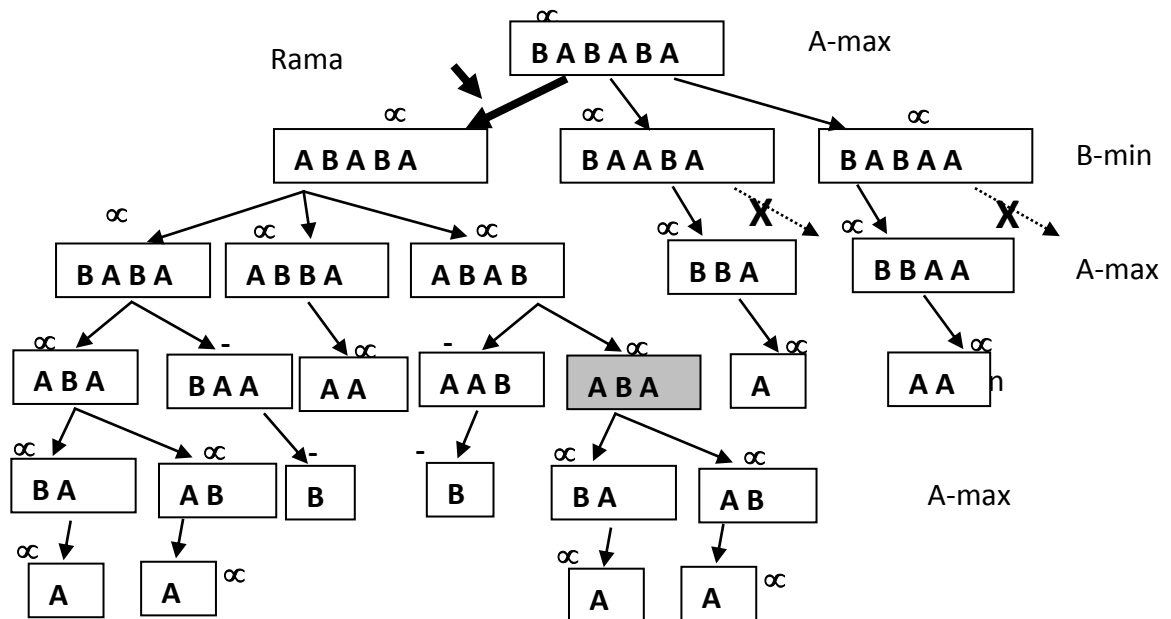 ∝
B A B A B A
A-max
Rama
∝ ∝ ∝
A B A B A
B A A B A
B A B A A
B-min
∝ ∝ ∝ ∝ ∝
X X
B A B A
A B B A
A B A B
B B A
B B A A
A-max
∝ - ∝ - ∝ ∝ ∝
A B A
B A A
A A
A A B
A B A
A
A A
n
∝ ∝ - - ∝ ∝
B A
A B
B
B
B A
A B
A-max
∝ ∝ ∝ ∝
A
A
A
A